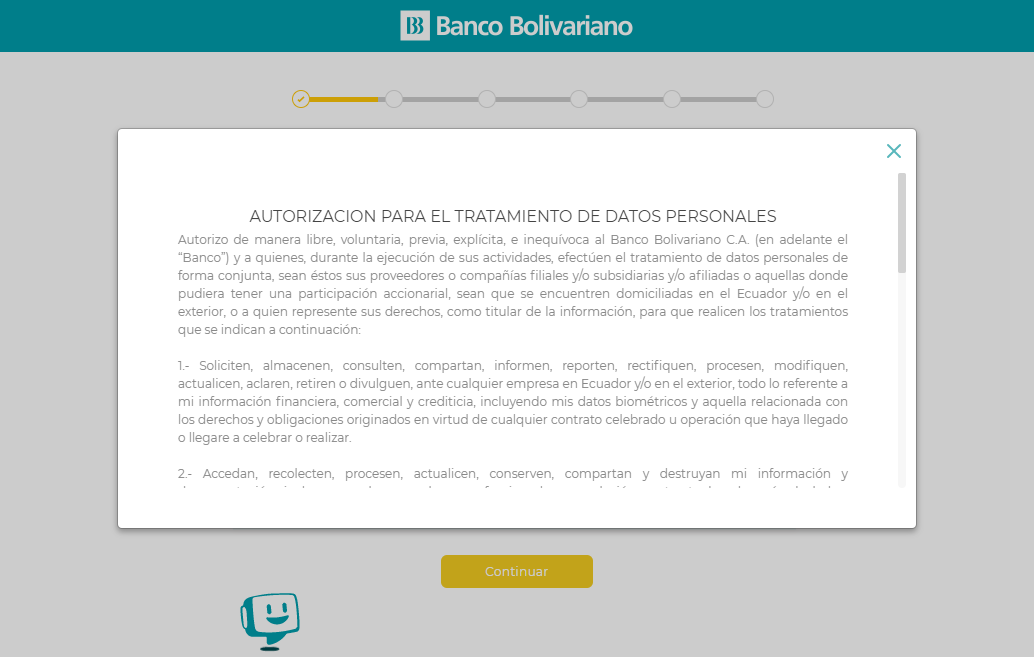 Banco Bolivariano
AUTORIZACION PARA EL TRATAMIENTO DE DATOS PERSONALES
Autorizo de manera libre, voluntaria, previa, explícita, e inequívoca al Banco Bolivariano C.A. (en adelante el
“Banco”) y a quienes, durante la ejecución de sus actividades, efectúen el tratamiento de datos personales de
forma conjunta, sean éstos sus proveedores o compañías filiales y/o subsidiarias y/o afiliadas o aquellas donde
pudiera tener una participación accionarial, sean que se encuentren domiciliadas en el Ecuador y/o en el
exterior, o a quien represente sus derechos, como titular de la información, para que realicen los tratamientos
que se indican a continuación:
1.- Soliciten, almacenen, consulten, compartan, informen, reporten, rectifiquen, procesen, modifiquen,
actualicen, aclaren, retiren o divulguen, ante cualquier empresa en Ecuador y/o en el exterior, todo lo referente a
mi información financiera, comercial y crediticia, incluyendo mis datos biométricos y aquella relacionada con
los derechos y obligaciones originados en virtud de cualquier contrato celebrado u operación que haya llegado
o llegare a celebrar o realizar.
2.- Accedan, recolecten, procesen, actualicen, conserven, compartan y destruyan mi información y
Continuar